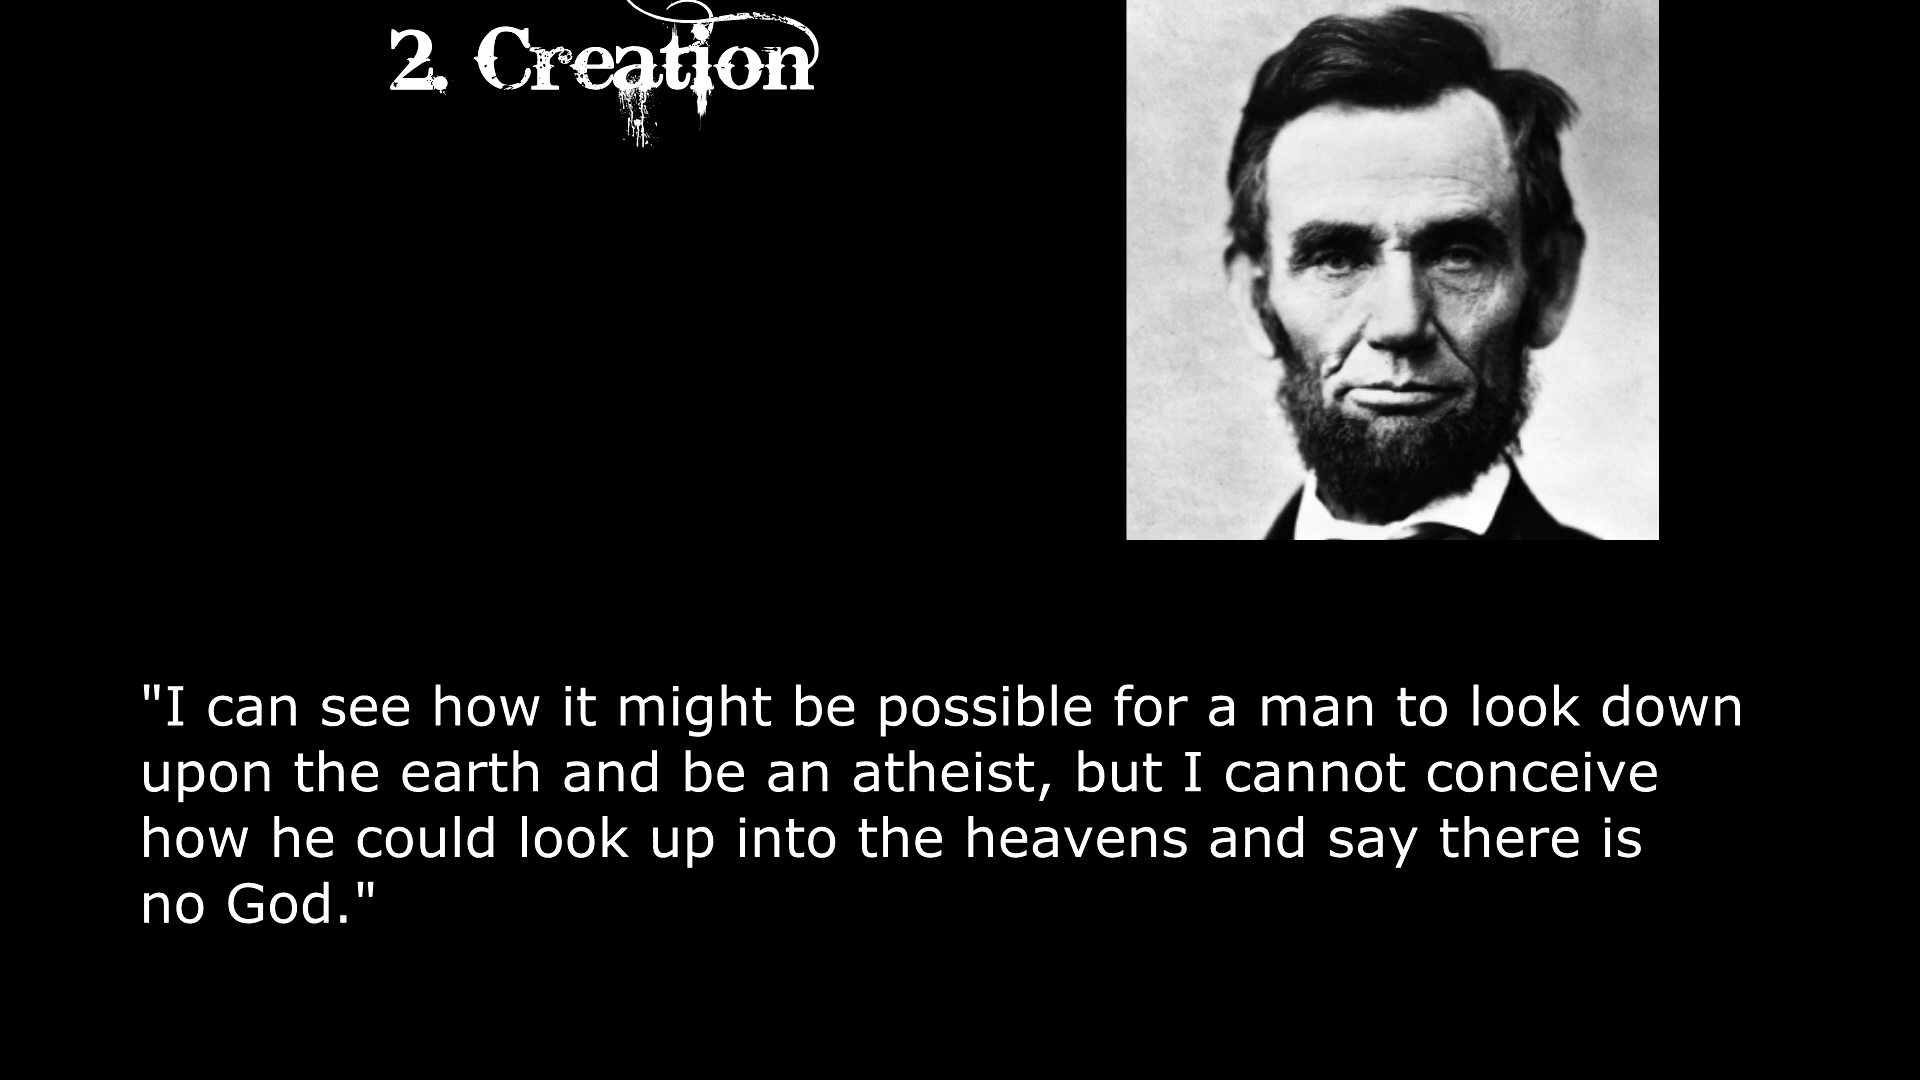 2. Creation
"I can see how it might be possible for a man to look down
upon the earth and be an atheist, but I cannot conceive
how he could look up into the heavens and say there is
no God."